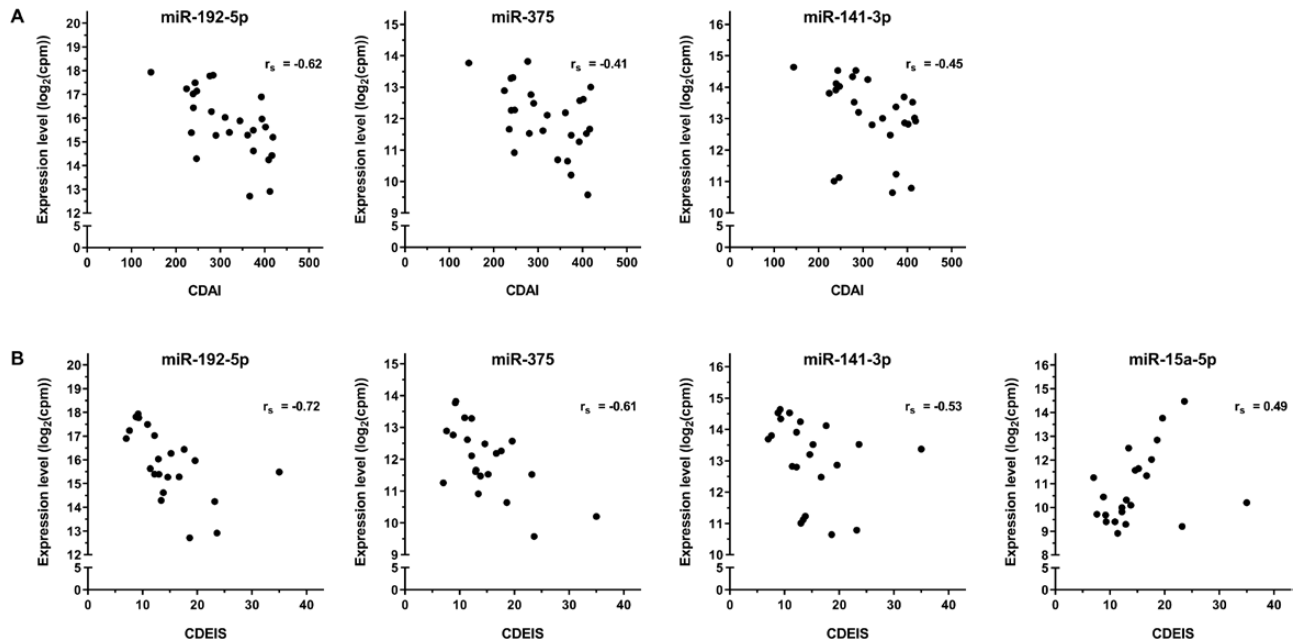 A
miR-192-5p
miR-375
miR-141-3p
Expression level (log2(cpm))
20
19
18
17
16
15
14
13
12
5
0
rs = -0.62
0 100 200 300 400 500
CDAI
Expression level (log2(cpm))
15
14
13
12
11
10
9
5
0
rs = -0.41
0 100 200 300 400 500
CDAI
Expression level (log2(cpm))
16
15
14
13
12
11
10
5
0
rs = -0.45
0 100 200 300 400 500
CDAI
B
miR-192-5p
miR-375
miR-141-3p
miR-15a-5p
Expression level (log2(cpm))
20
19
18
17
16
15
14
13
12
5
0
rs = -0.72
0 10 20 30 40
CDEIS
Expression level (log2(cpm))
15
14
13
12
11
10
9
5
0
rs = -0.61
0 10 20 30 40
CDEIS
Expression level (log2(cpm))
16
15
14
13
12
11
10
5
0
rs = -0.53
0 10 20 30 40
CDEIS
Expression level (log2(cpm))
16
15
14
13
12
11
10
9
8
5
0
rs = 0.49
0 10 20 30 40
CDEIS